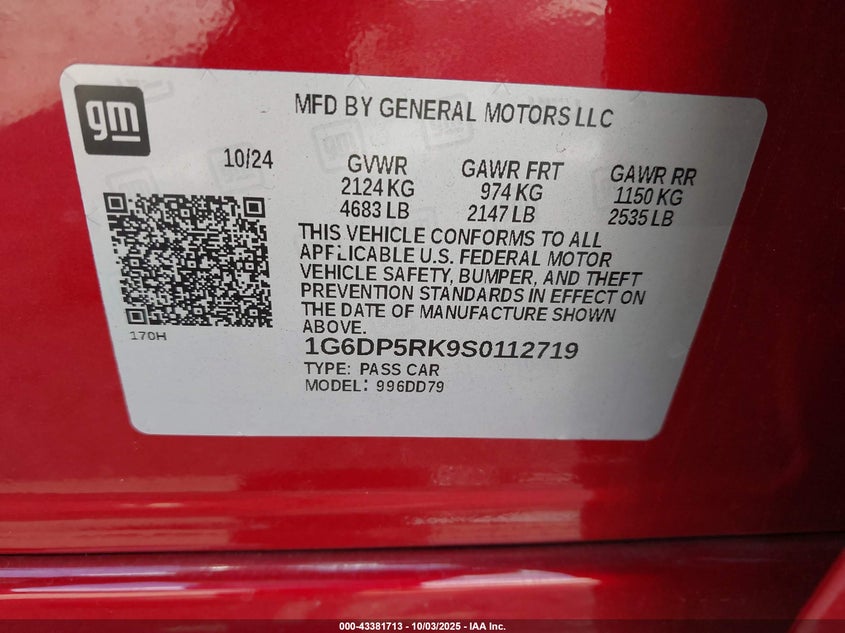 gm
MFD BY GENERAL MOTORS LLC
10/24
GVWR GAWR FRT GAWR RR
2124 KG 974 KG 1150 KG
4683 LB 2147 LB 2535 LB
THIS VEHICLE CONFORMS TO ALL
APPLICABLE U.S. FEDERAL MOTOR
VEHICLE SAFETY, BUMPER, AND THEFT
PREVENTION STANDARDS IN EFFECT ON
THE DATE OF MANUFACTURE SHOWN
ABOVE.
170H
1G6DP5RK9S0112719
TYPE: PASS CAR
MODEL: 996DD79
000-43381713 - 10/03/2025 - IAA Inc.